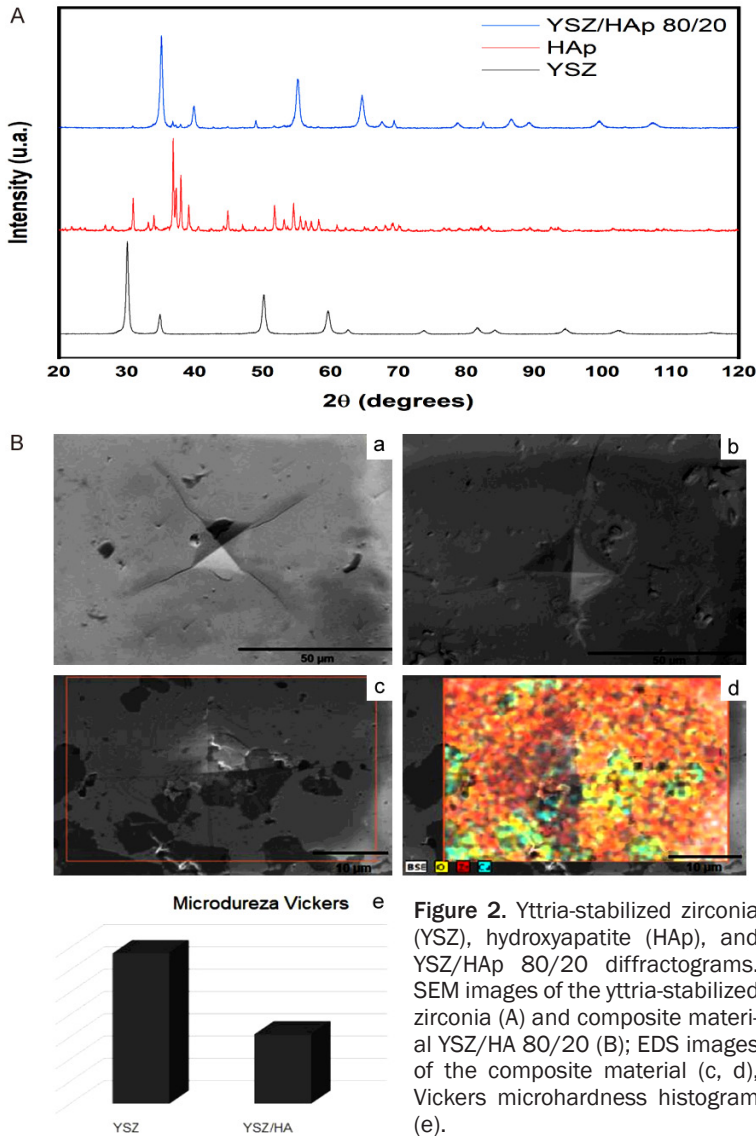 A
YSZ/HAp 80/20
HAp
YSZ
Intensity (u.a.)
20 30 40 50 60 70 80 90 100 110 120
2θ (degrees)
B
a
50 µm
b
50 µm
c
10 µm
d
BSE O Zr Ca
10 µm
Microdureza Vickers
e
YSZ
YSZ/HA
Figure 2. Yttria-stabilized zirconia
(YSZ), hydroxyapatite (HAp), and
YSZ/HAp 80/20 diffractograms.
SEM images of the yttria-stabilized
zirconia (A) and composite materi-
al YSZ/HA 80/20 (B); EDS images
of the composite material (c, d),
Vickers microhardness histogram
(e).